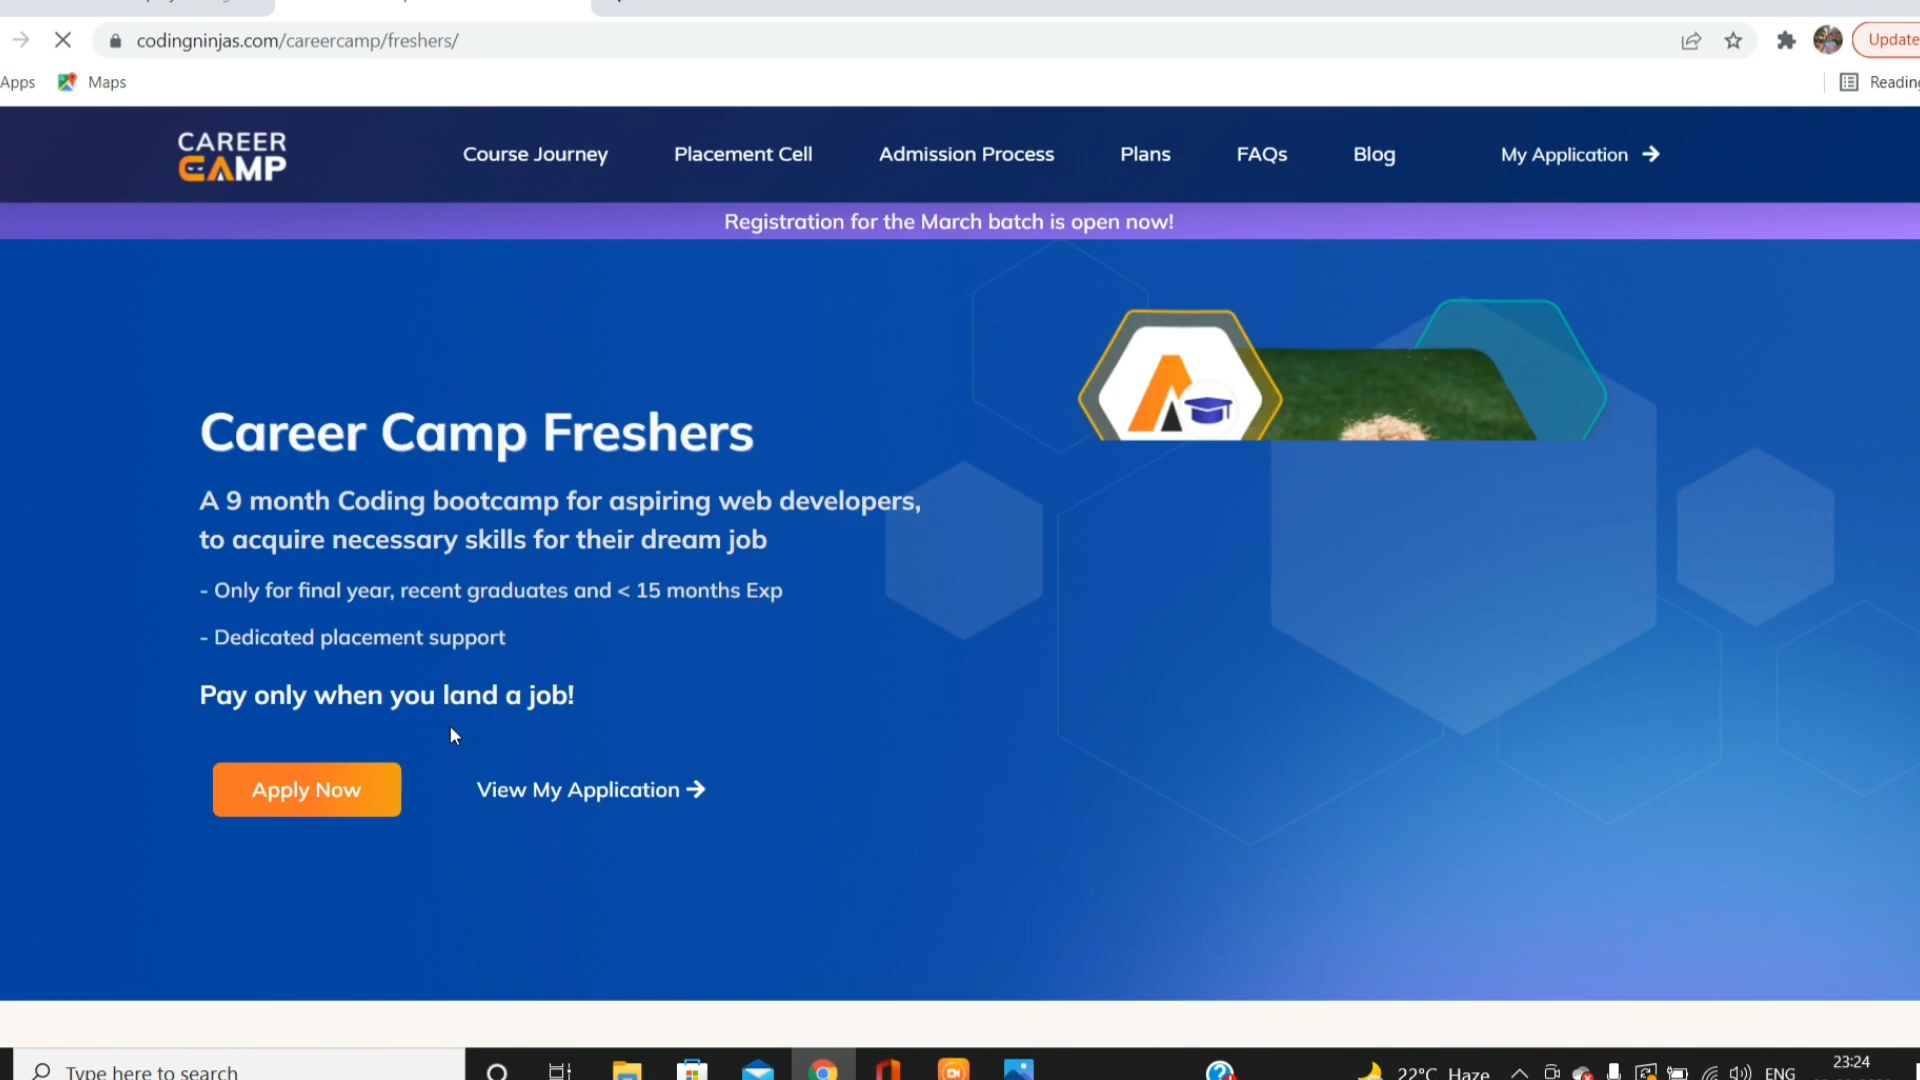 codingninjas.com/careercamp/freshers/
Update
Apps
Maps
Reading
CAREER
CAMP
Course Journey
Placement Cell
Admission Process
Plans
FAQs
Blog
My Application
Registration for the March batch is open now!
Career Camp Freshers
A 9 month Coding bootcamp for aspiring web developers,
to acquire necessary skills for their dream job
- Only for final year, recent graduates and < 15 months Exp
- Dedicated placement support
Pay only when you land a job!
Apply Now
View My Application
Type here to search
22°C Haze
ENG
23:24